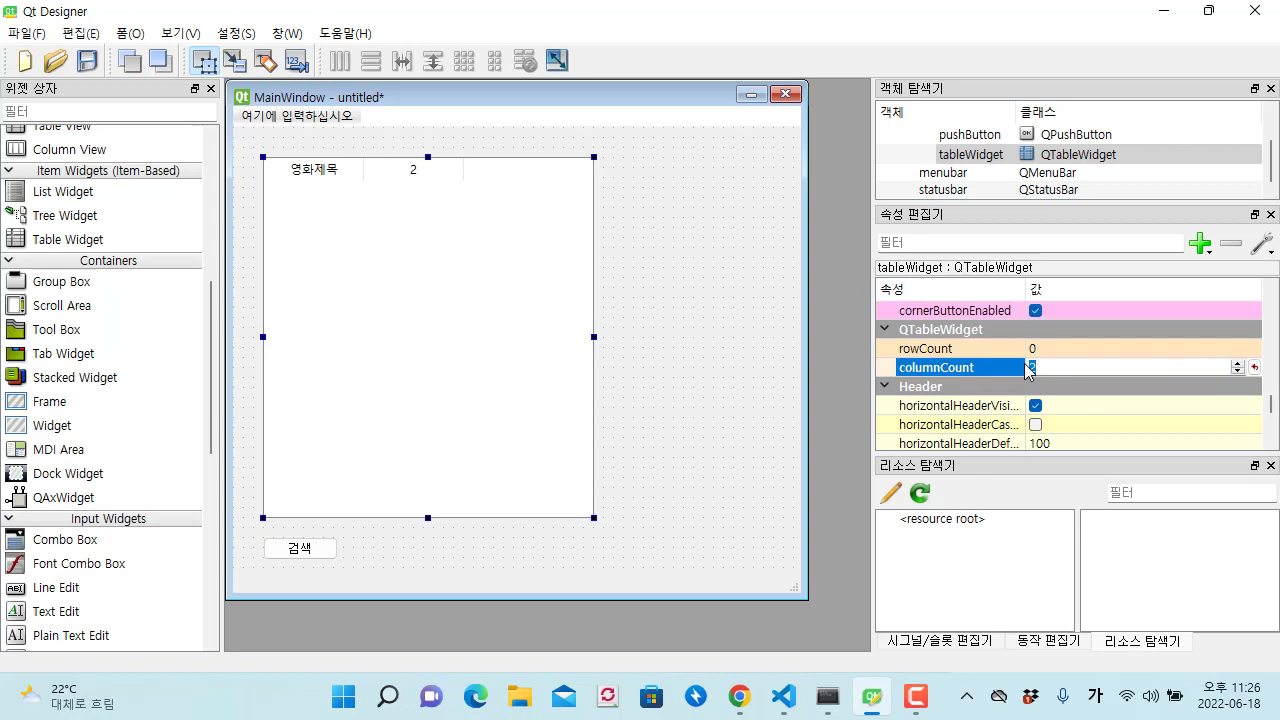 Qt Designer
파일(F) 편집(E) 폼(O) 보기(V) 설정(S) 창(W) 도움말(H)
위젯 상자
필터
Table View
Column View
Item Widgets (Item-Based)
List Widget
Tree Widget
Table Widget
Containers
Group Box
Scroll Area
Tool Box
Tab Widget
Stacked Widget
Frame
Widget
MDI Area
Dock Widget
QAxWidget
Input Widgets
Combo Box
Font Combo Box
Line Edit
Text Edit
Plain Text Edit
MainWindow - untitled*
여기에 입력하십시오
영화제목 2
검색
객체 탐색기
객체 클래스
pushButton QPushButton
tableWidget QTableWidget
menubar QMenuBar
statusbar QStatusBar
속성 편집기
필터
tableWidget : QTableWidget
속성 값
cornerButtonEnabled
QTableWidget
rowCount 0
columnCount 2
Header
horizontalHeaderVisi...
horizontalHeaderCas...
horizontalHeaderDef... 100
리소스 탐색기
필터
<resource root>
시그널/슬롯 편집기 동작 편집기 리소스 탐색기
22°C
대체로 흐림
가
오후 11:26
2022-06-18